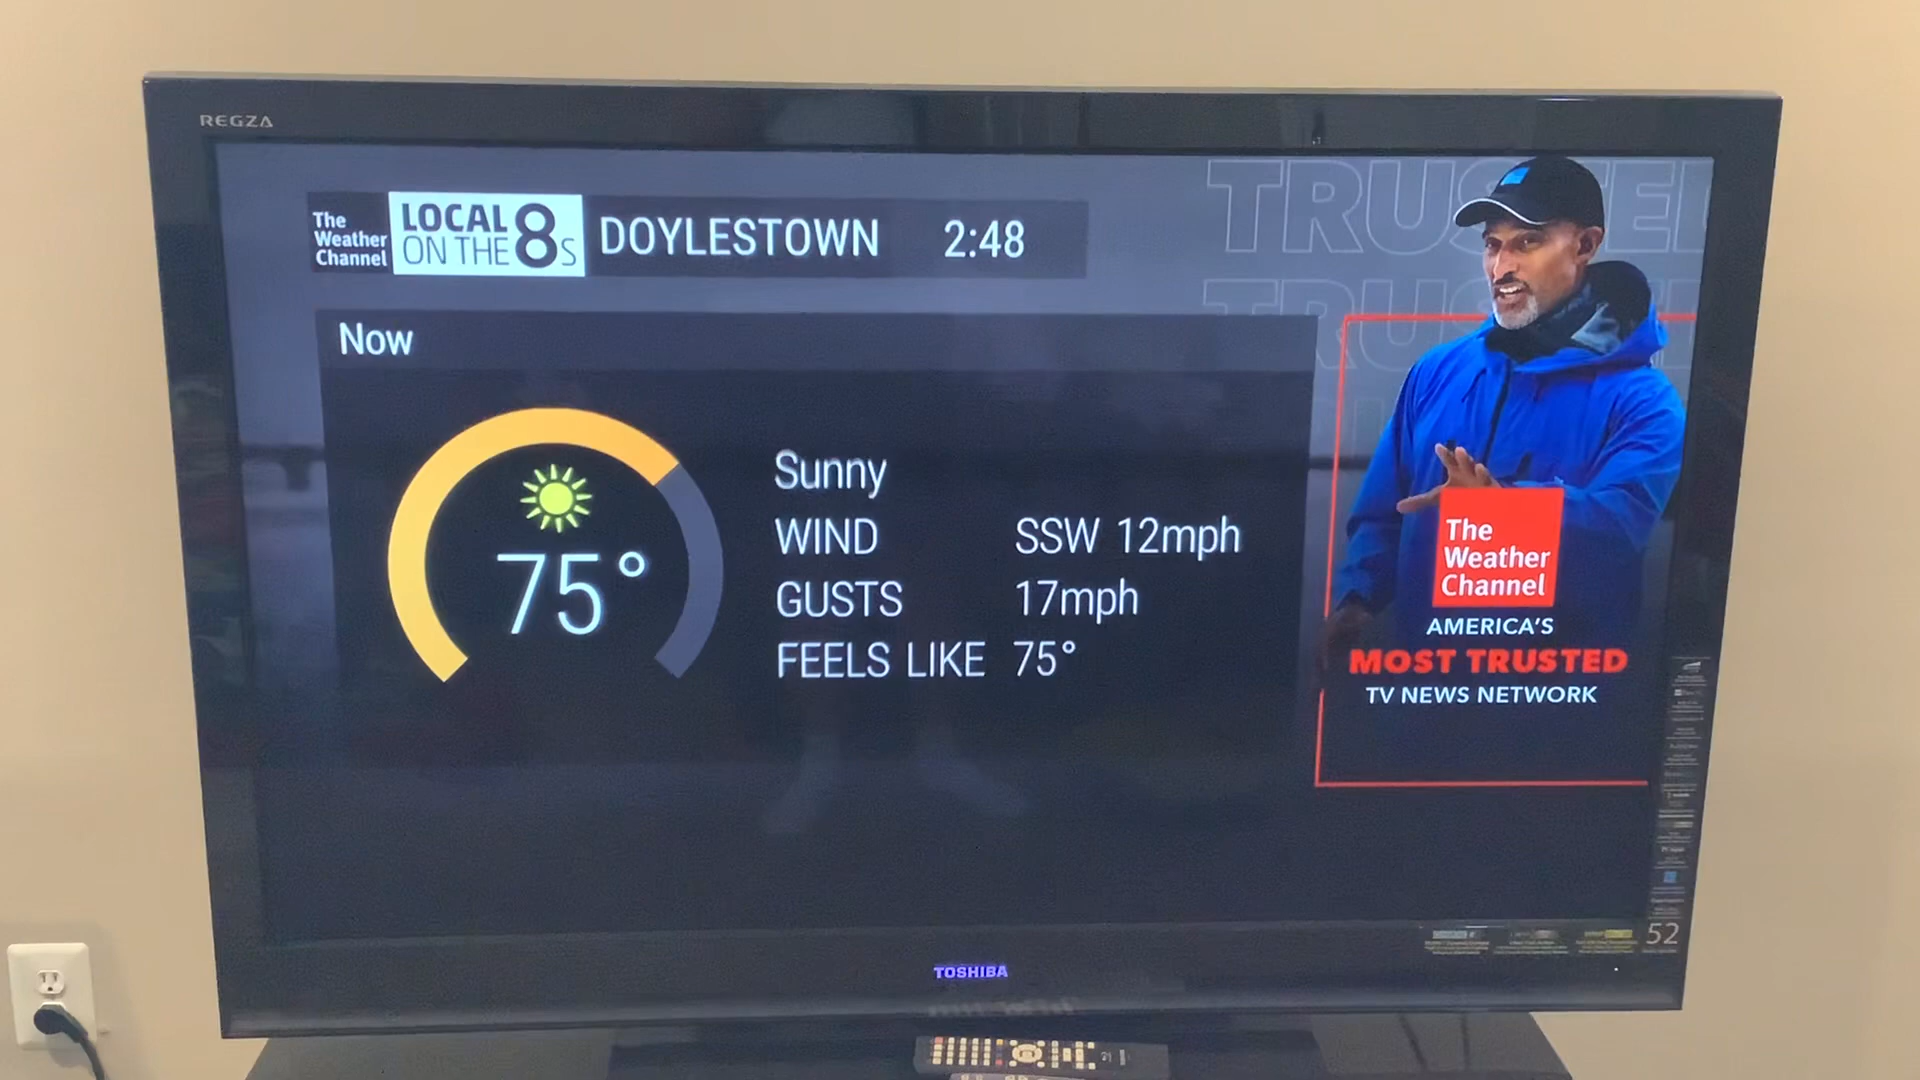 REGZA
The
Weather
Channel
LOCAL
ON THE 8s
DOYLESTOWN
2:48
TRUSTED
Now
75°
Sunny
WIND SSW 12mph
GUSTS 17mph
FEELS LIKE 75°
The
Weather
Channel
AMERICA'S
MOST TRUSTED
TV NEWS NETWORK
52
TOSHIBA